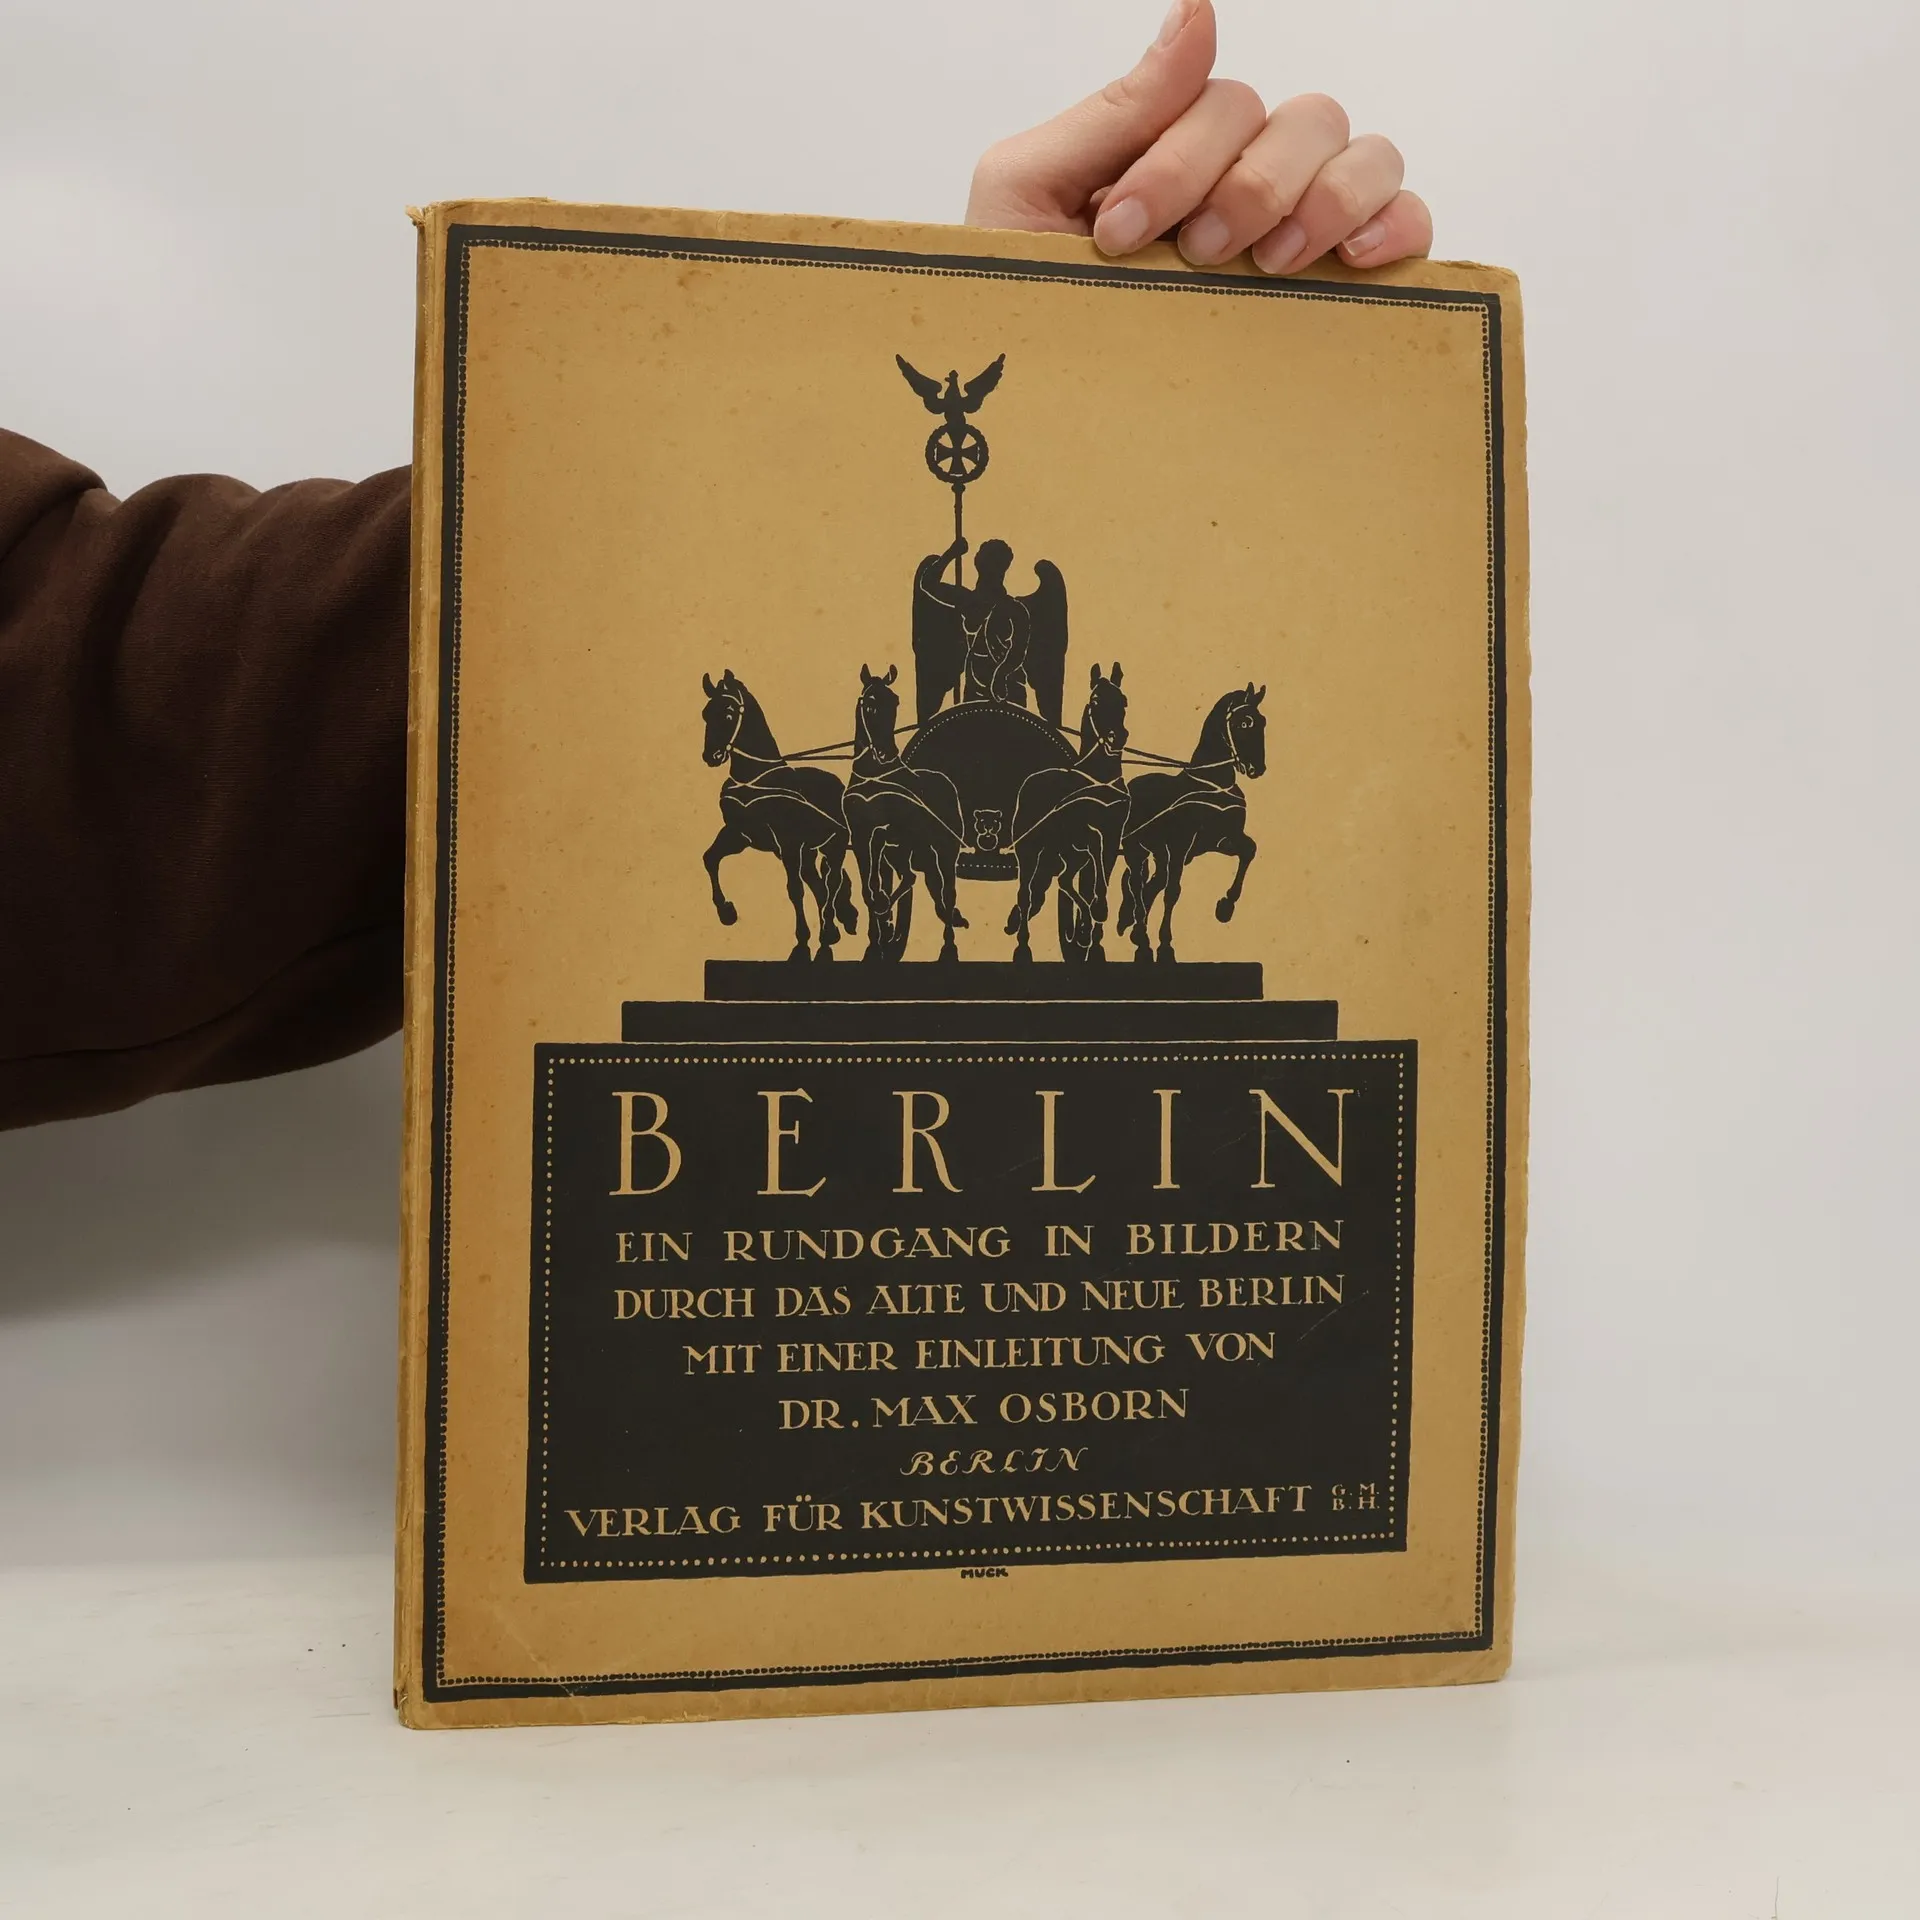 BERLIN
EIN RUNDGANG IN BILDERN
DURCH DAS ALTE UND NEUE BERLIN
MIT EINER EINLEITUNG VON
DR. MAX OSBORN
BERLIN
VERLAG FÜR KUNSTWISSENSCHAFT G.M.B.H.
MUCK